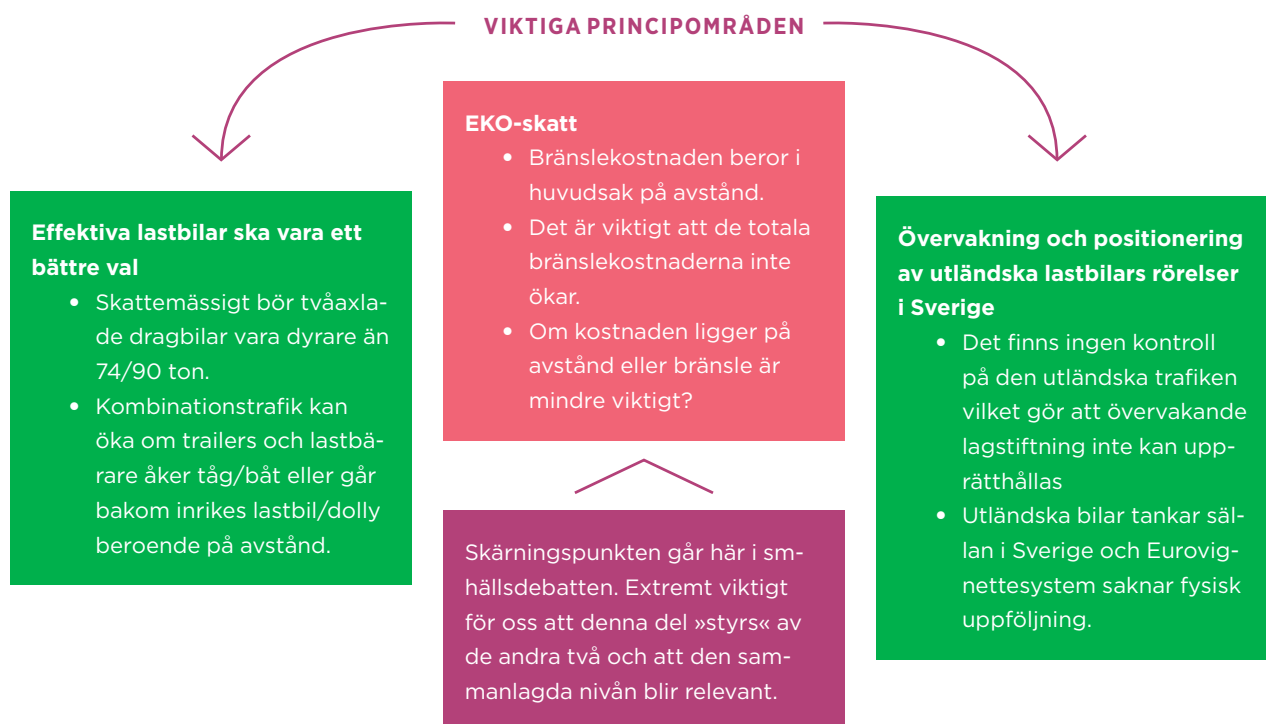 VIKTIGA PRINCIPOMRÅDEN
Effektiva lastbilar ska vara ett
bättre val
• Skattemässigt bör tvåaxla-
de dragbilar vara dyrare än
74/90 ton.
• Kombinationstrafik kan
öka om trailers och lastbä-
rare åker tåg/båt eller går
bakom inrikes lastbil/dolly
beroende på avstånd.
EKO-skatt
• Bränslekostnaden beror i
huvudsak på avstånd.
• Det är viktigt att de totala
bränslekostnaderna inte
ökar.
• Om kostnaden ligger på
avstånd eller bränsle är
mindre viktigt?
Skärningspunkten går här i sm-
hällsdebatten. Extremt viktigt
för oss att denna del »styrs« av
de andra två och att den sam-
manlagda nivån blir relevant.
Övervakning och positionering
av utländska lastbilars rörelser
i Sverige
• Det finns ingen kontroll
på den utländska trafiken
vilket gör att övervakande
lagstiftning inte kan upp-
rätthållas
• Utländska bilar tankar säl-
lan i Sverige och Eurovig-
nettesystem saknar fysisk
uppföljning.